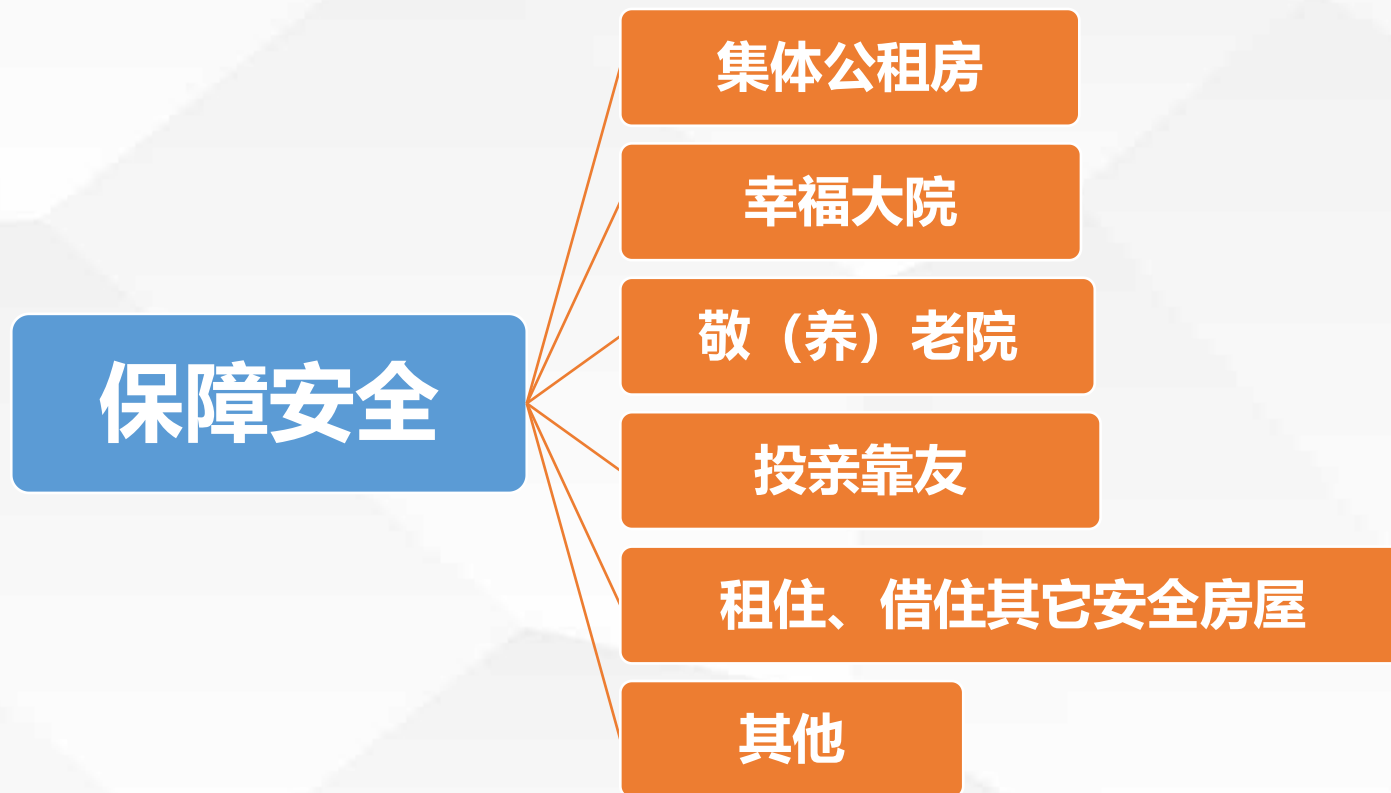 集体公租房
幸福大院
敬（养）老院
保障安全
投亲靠友
租住、借住其它安全房屋
其他